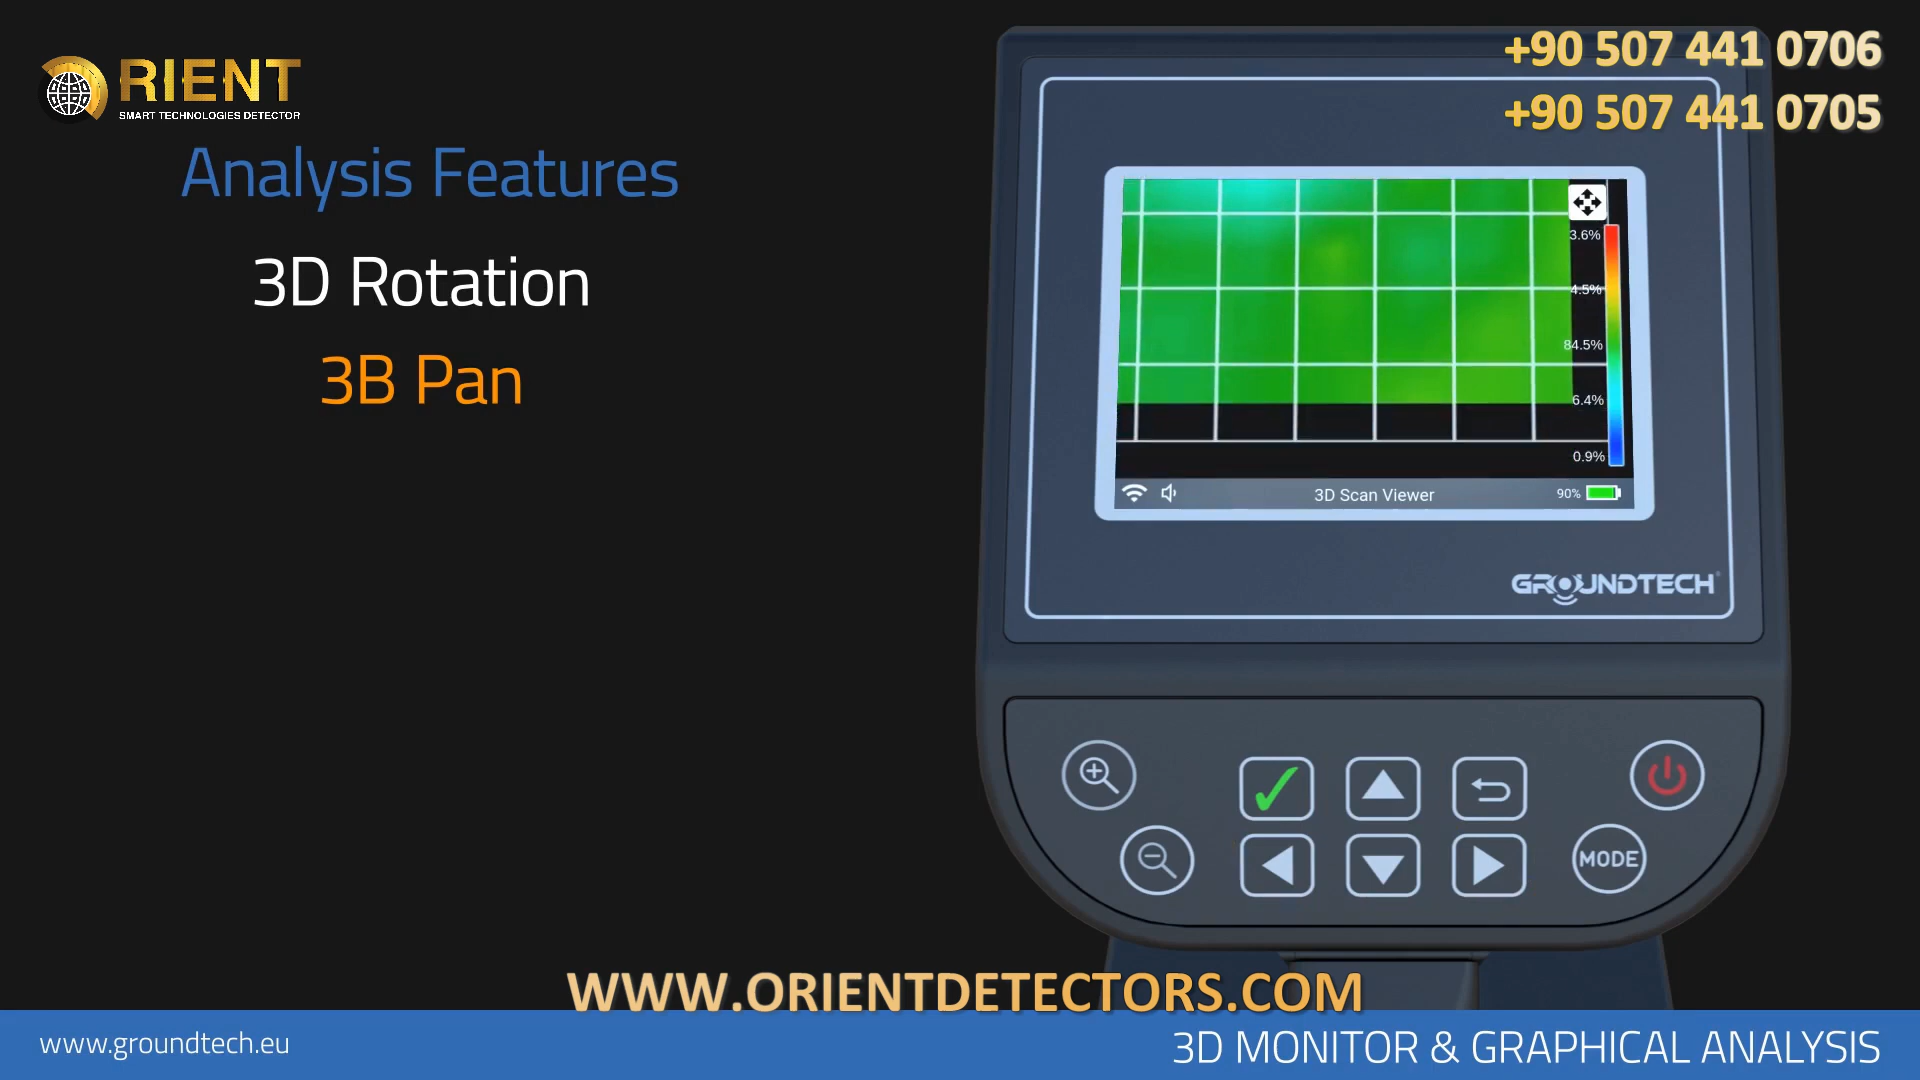 RIENT
SMART TECHNOLOGIES DETECTOR
+90 507 441 0706
+90 507 441 0705
Analysis Features
3D Rotation
3B Pan
3.6%
4.5%
84.5%
6.4%
0.9%
3D Scan Viewer
90%
GROUNDTECH
MODE
WWW.ORIENTDETECTORS.COM
www.groundtech.eu
3D MONITOR & GRAPHICAL ANALYSIS